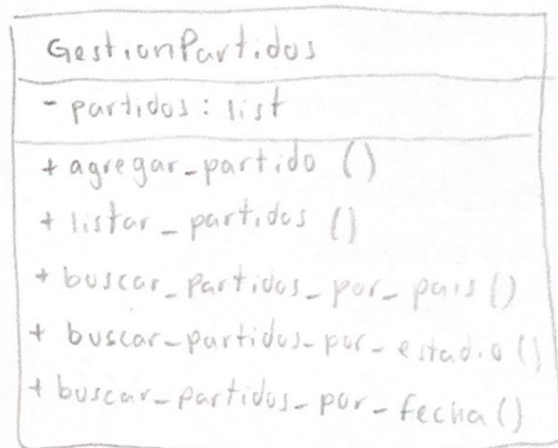 GestionPartidos
- partidos: list
+ agregar_partido ()
+ listar_partidos ()
+ buscar_partidos_por_pais()
+ buscar_partidos_por_estadio()
+ buscar_partidos_por_fecha()